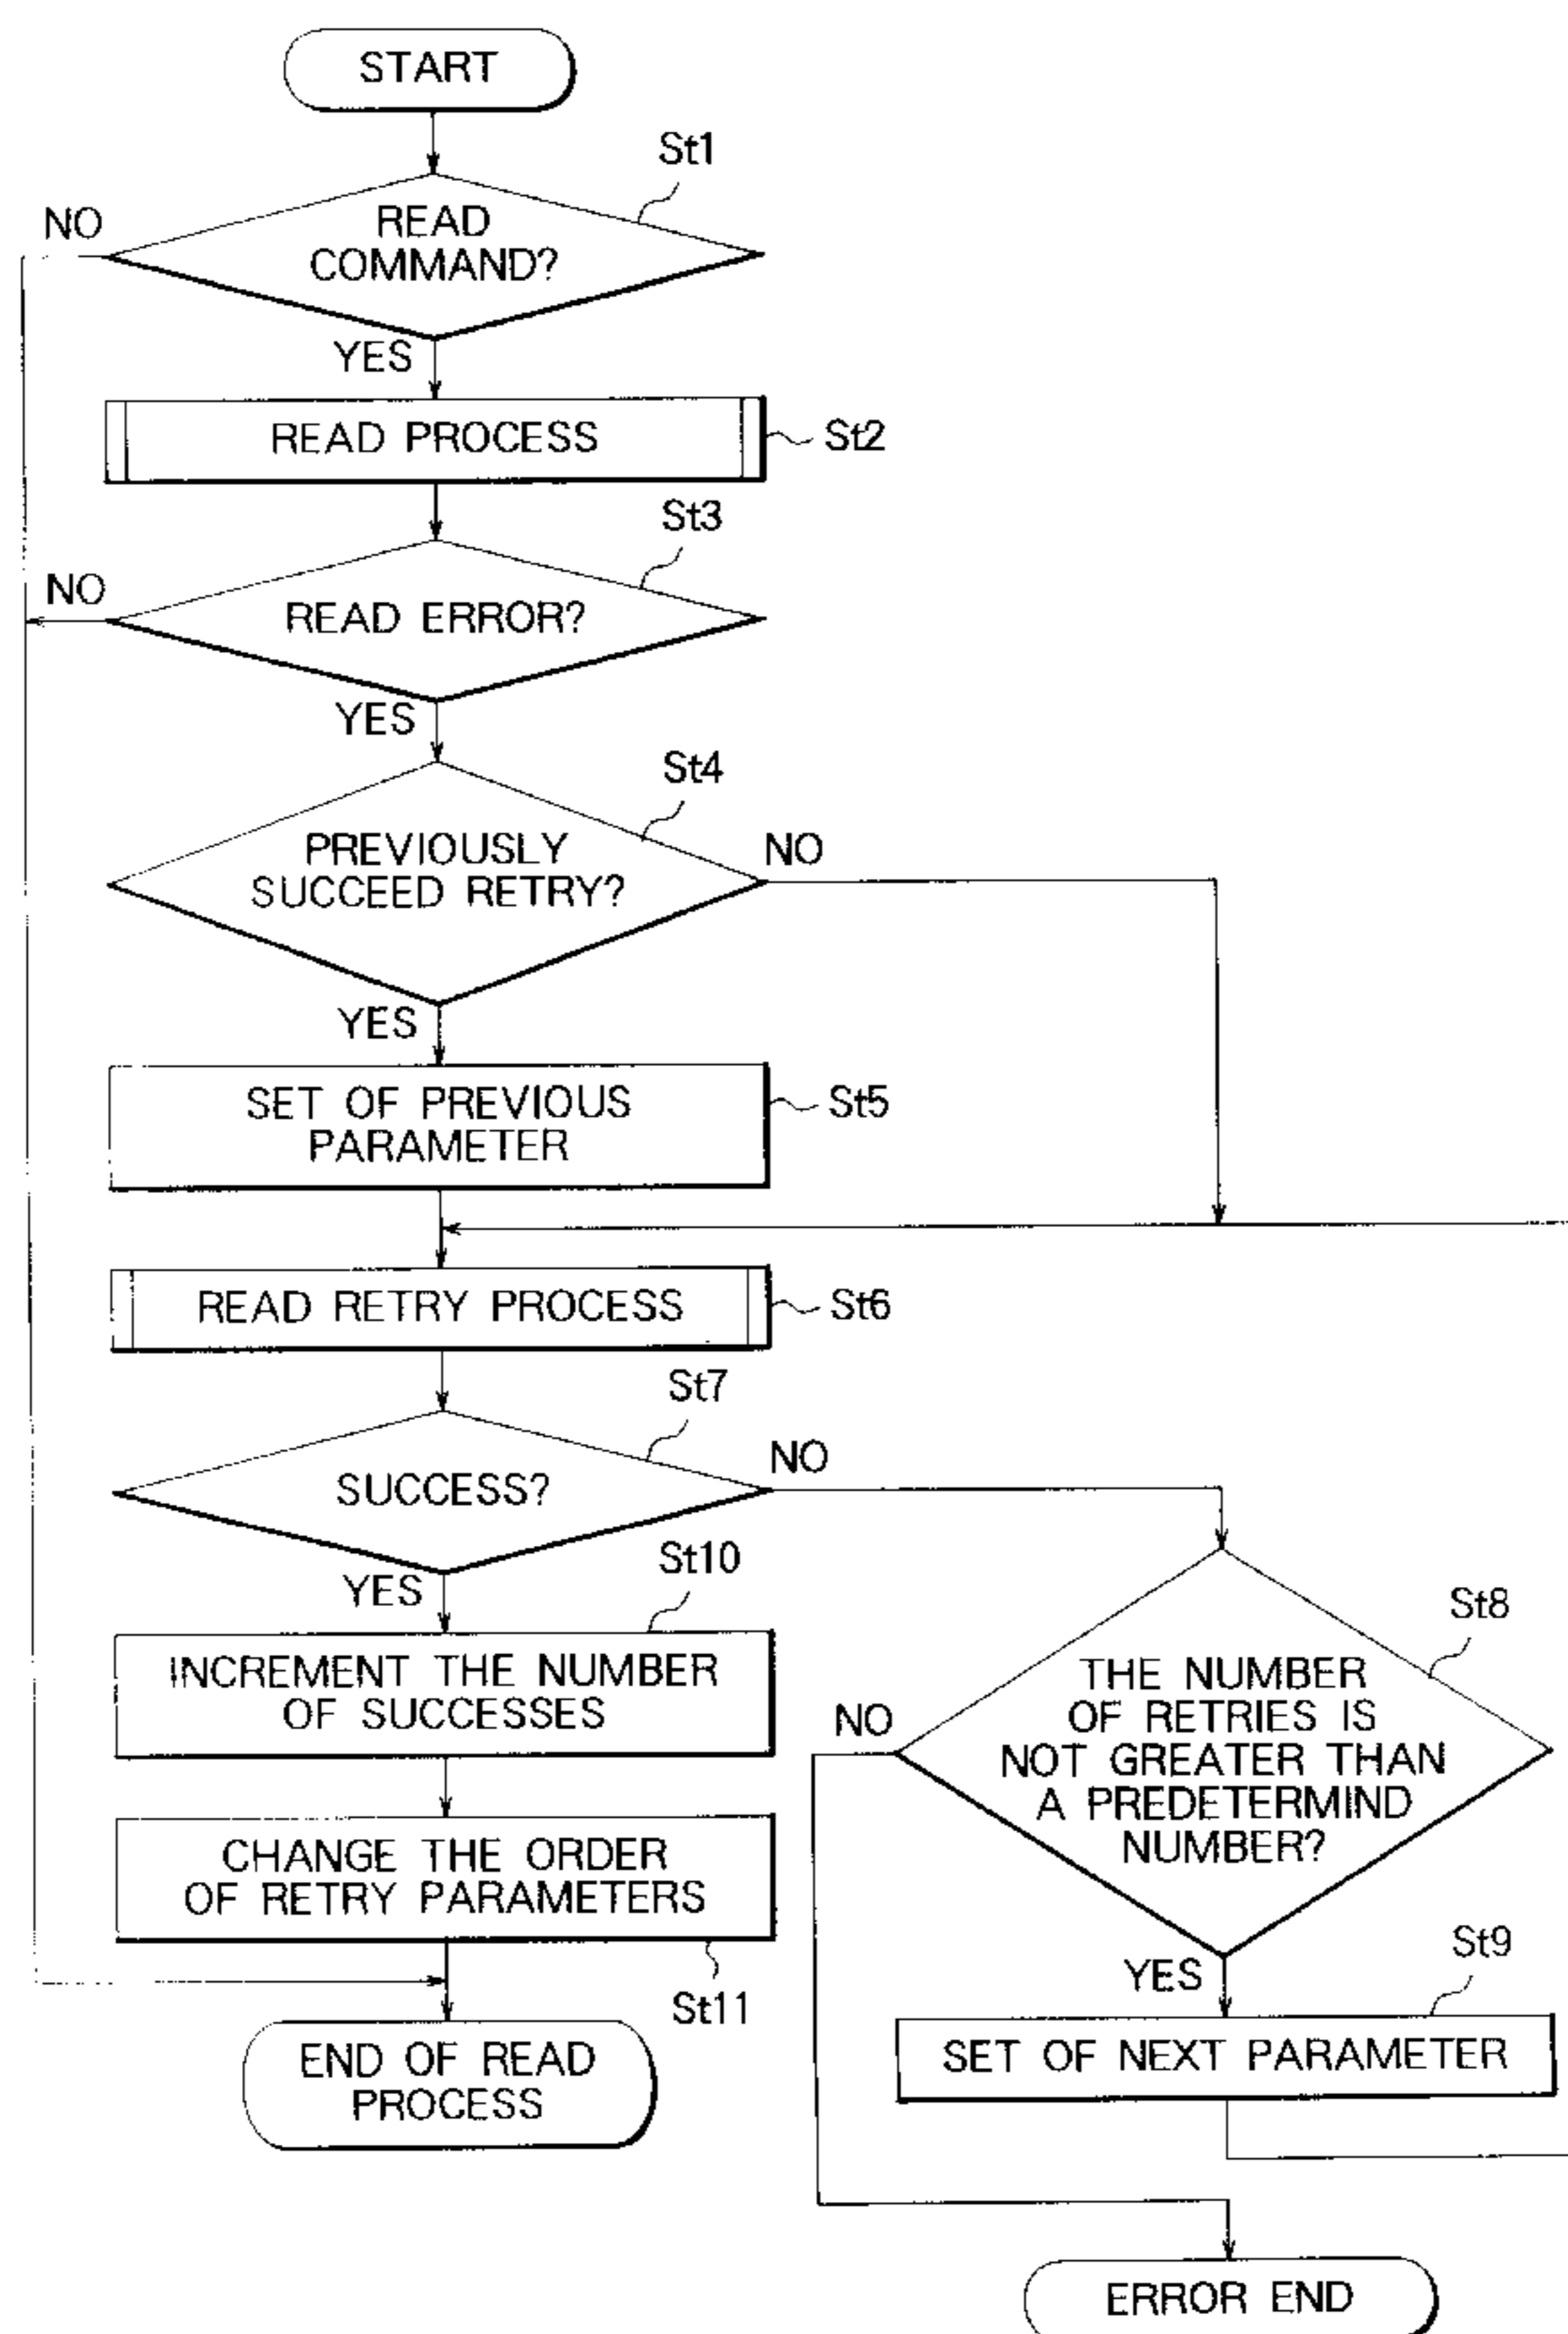 START
St1
NO
READ
COMMAND?
YES
READ PROCESS
St2
St3
NO
READ ERROR?
YES
St4
PREVIOUSLY
SUCCEED RETRY?
NO
YES
SET OF PREVIOUS
PARAMETER
St5
READ RETRY PROCESS
St6
St7
SUCCESS?
NO
YES
St10
INCREMENT THE NUMBER
OF SUCCESSES
CHANGE THE ORDER
OF RETRY PARAMETERS
St11
END OF READ
PROCESS
St8
THE NUMBER
OF RETRIES IS
NOT GREATER THAN
A PREDETERMIND
NUMBER?
NO
YES
St9
SET OF NEXT PARAMETER
ERROR END